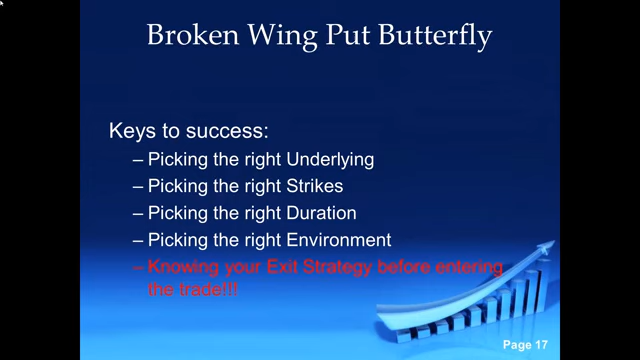 Broken Wing Put Butterfly
Keys to success:
– Picking the right Underlying
– Picking the right Strikes
– Picking the right Duration
– Picking the right Environment
– Knowing your Exit Strategy before entering
the trade!!!
Page 17